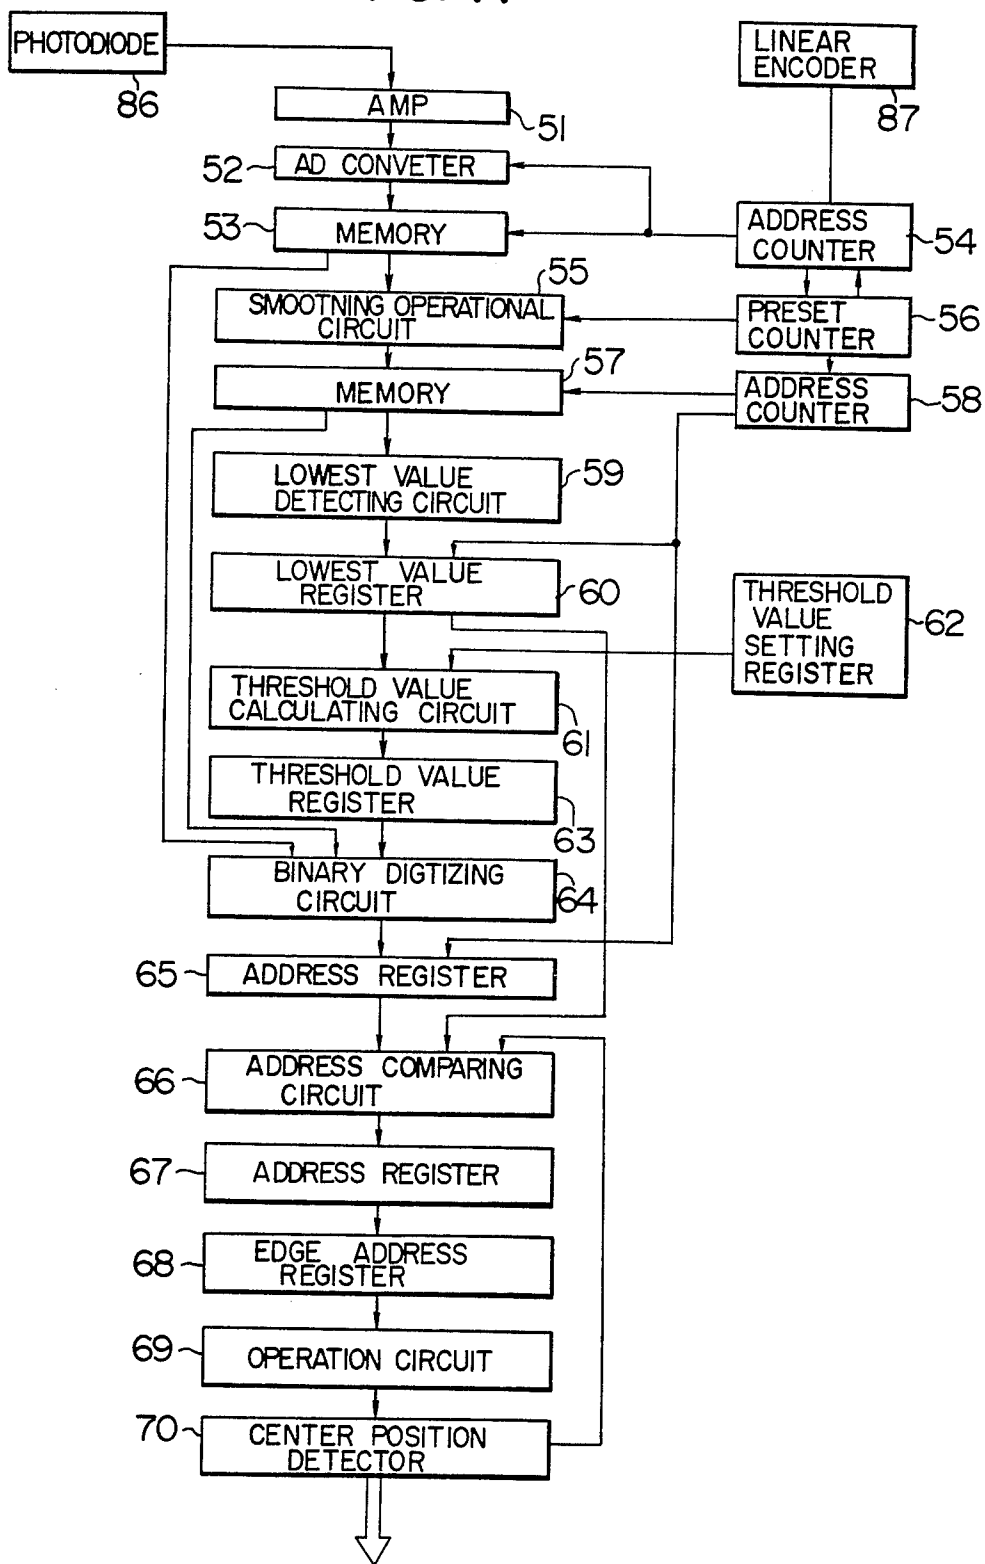 PHOTODIODE
86
LINEAR
ENCODER
87
AMP
51
52
AD CONVETER
53
MEMORY
ADDRESS
COUNTER
54
55
SMOOTNING OPERATIONAL
CIRCUIT
PRESET
COUNTER
56
57
MEMORY
ADDRESS
COUNTER
58
LOWEST VALUE
DETECTING CIRCUIT
59
LOWEST VALUE
REGISTER
60
THRESHOLD
VALUE
SETTING
REGISTER
62
THRESHOLD VALUE
CALCULATING CIRCUIT
61
THRESHOLD VALUE
REGISTER
63
BINARY DIGTIZING
CIRCUIT
64
65
ADDRESS REGISTER
66
ADDRESS COMPARING
CIRCUIT
67
ADDRESS REGISTER
68
EDGE ADDRESS
REGISTER
69
OPERATION CIRCUIT
70
CENTER POSITION
DETECTOR